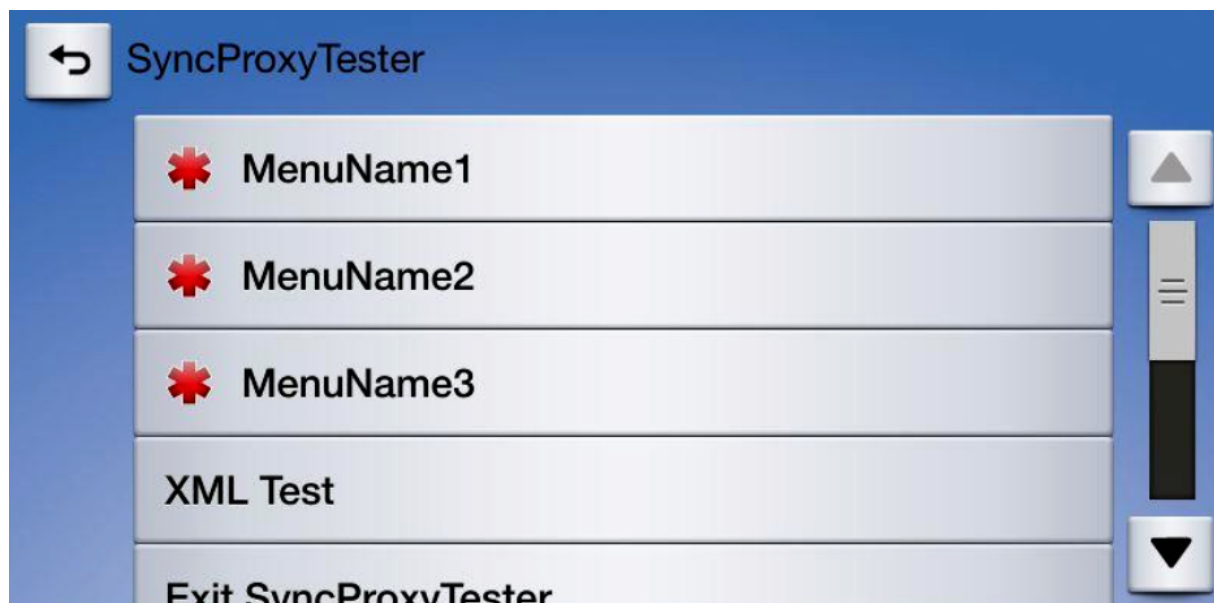 SyncProxyTester
MenuName1
MenuName2
MenuName3
XML Test
Exit SyncProxyTester